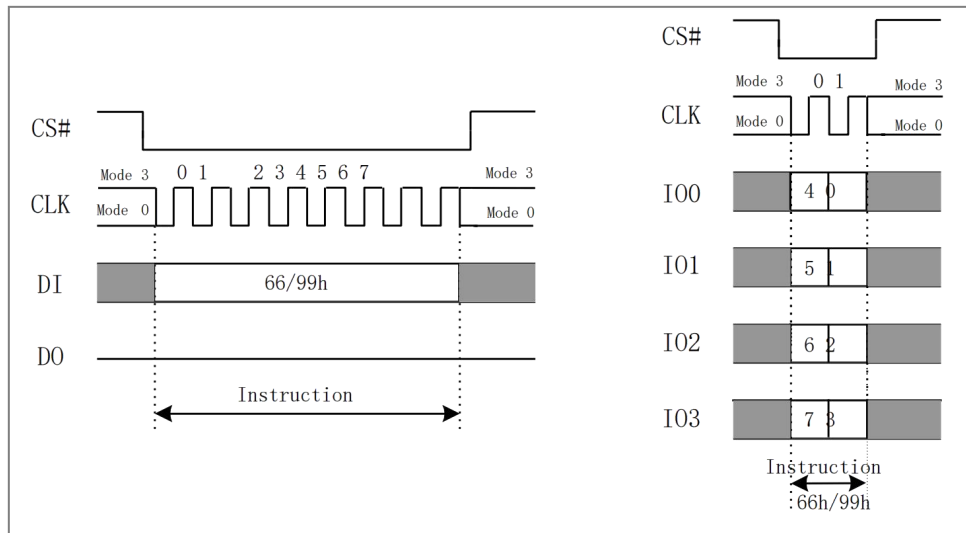 CS#
Mode 3 0 1 2 3 4 5 6 7 Mode 3
CLK
Mode 0 Mode 0
DI 66/99h
DO
Instruction
CS#
Mode 3 0 1 Mode 3
CLK
Mode 0 Mode 0
IO0 4 0
IO1 5 1
IO2 6 2
IO3 7 3
Instruction
66h/99h